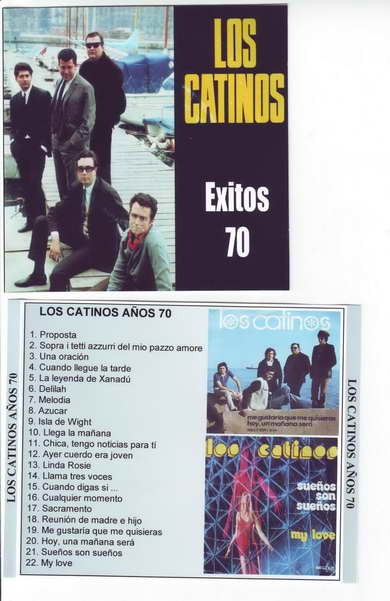 LOS
CATINOS
Exitos
70
LOS CATINOS AÑOS 70
LOS CATINOS AÑOS 70
1. Proposta
2. Sopra i tetti azzurri del mio pazzo amore
3. Una oración
4. Cuando llegue la tarde
5. La leyenda de Xanadú
6. Delilah
7. Melodia
8. Azucar
9. Isla de Wight
10. Llega la mañana
11. Chica, tengo noticias para tí
12. Ayer cuerdo era joven
13. Linda Rosie
14. Llama tres voces
15. Cuando digas si ...
16. Cualquier momento
17. Sacramento
18. Reunión de madre e hijo
19. Me gustaría que me quisieras
20. Hoy, una mañana será
21. Sueños son sueños
22. My love
los catinos
me gustaria que me quisieras
hoy, un mañana será
los catinos
sueños
son
sueños
my love
LOS CATINOS AÑOS 70